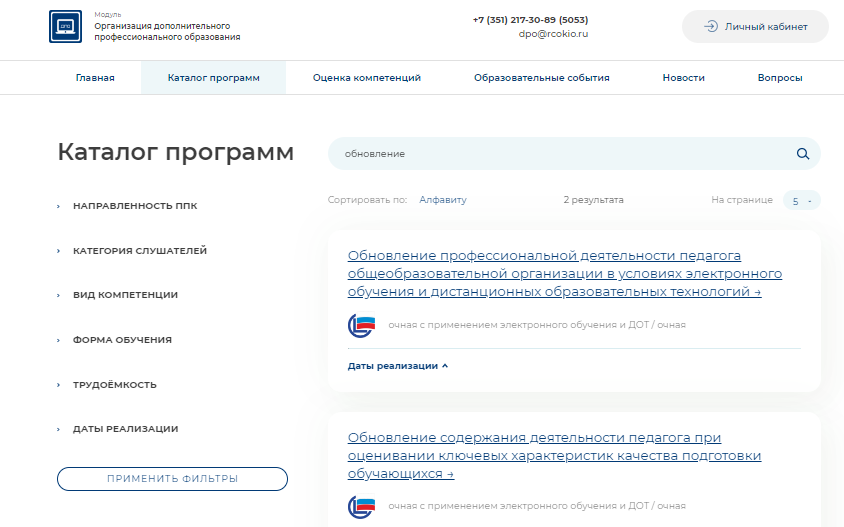 Модуль
Организация дополнительного
профессионального образования
+7 (351) 217-30-89 (5053)
dpo@rcokio.ru
Личный кабинет
Главная
Каталог программ
Оценка компетенций
Образовательные события
Новости
Вопросы
Каталог программ
НАПРАВЛЕННОСТЬ ППК
КАТЕГОРИЯ СЛУШАТЕЛЕЙ
ВИД КОМПЕТЕНЦИИ
ФОРМА ОБУЧЕНИЯ
ТРУДОЁМКОСТЬ
ДАТЫ РЕАЛИЗАЦИИ
ПРИМЕНИТЬ ФИЛЬТРЫ
обновление
Сортировать по: Алфавиту
2 результата
На странице 5
Обновление профессиональной деятельности педагога
общеобразовательной организации в условиях электронного
обучения и дистанционных образовательных технологий →
очная с применением электронного обучения и ДОТ / очная
Даты реализации
Обновление содержания деятельности педагога при
оценивании ключевых характеристик качества подготовки
обучающихся →
очная с применением электронного обучения и ДОТ / очная